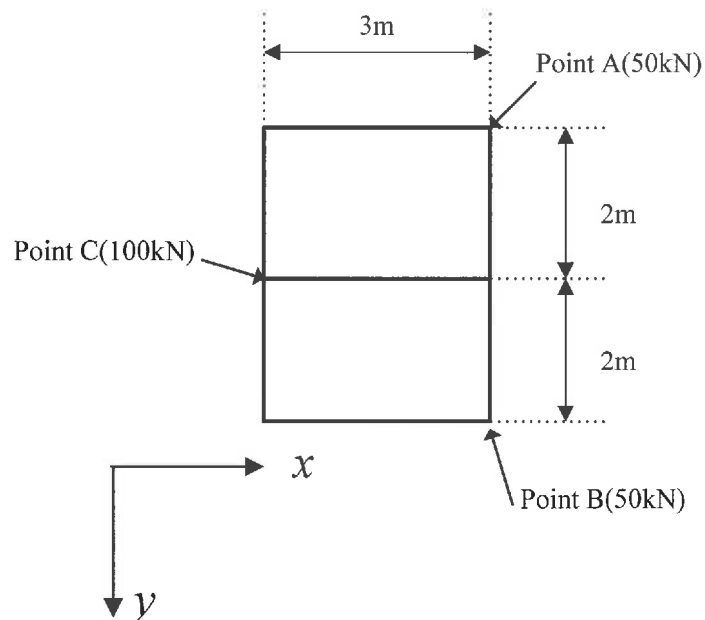 3m
Point A(50kN)
2m
Point C(100kN)
2m
x
Point B(50kN)
y